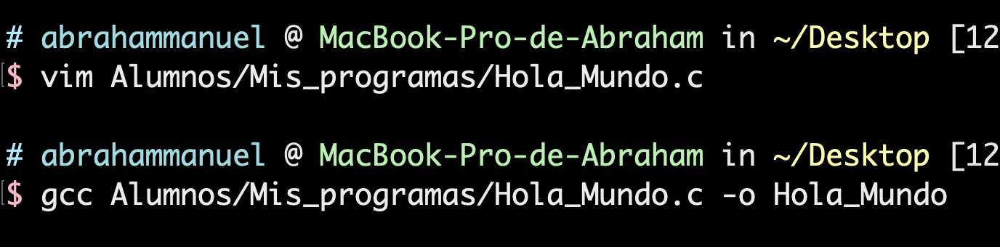 # abrahammanuel @ MacBook-Pro-de-Abraham in ~/Desktop [12
[$ vim Alumnos/Mis_programas/Hola_Mundo.c
# abrahammanuel @ MacBook-Pro-de-Abraham in ~/Desktop [12
[$ gcc Alumnos/Mis_programas/Hola_Mundo.c -o Hola_Mundo